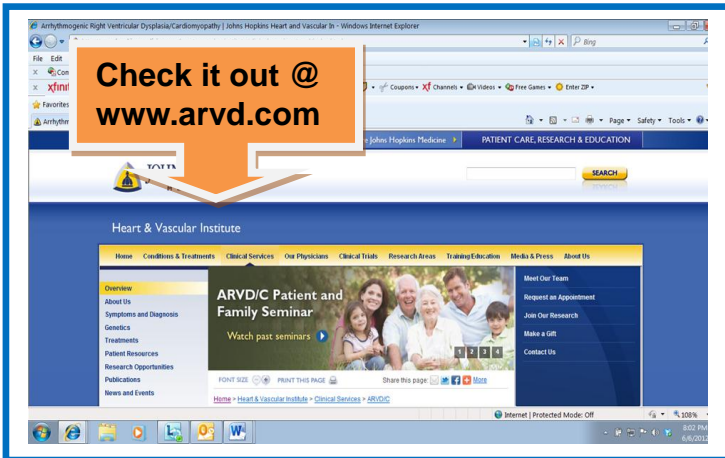 Arrhythmogenic Right Ventricular Dysplasia/Cardiomyopathy | Johns Hopkins Heart and Vascular In - Windows Internet Explorer
Bing
File Edit
x Con
x xfini Coupons Channels Videos Free Games Enter ZIP
Favorites
Arrhythm Page Safety Tools
Check it out @
www.arvd.com
Johns Hopkins Medicine PATIENT CARE, RESEARCH & EDUCATION
SEARCH
Heart & Vascular Institute
Home Conditions & Treatments Clinical Services Our Physicians Clinical Trials Research Areas Training Education Media & Press About Us
Overview
About Us
Symptoms and Diagnosis
Genetics
Treatments
Patient Resources
Research Opportunities
Publications
News and Events
ARVD/C Patient and
Family Seminar
Watch past seminars
1 2 3 4
Meet Our Team
Request an Appointment
Join Our Research
Make a Gift
Contact Us
FONT SIZE PRINT THIS PAGE Share this page: More
Home > Heart & Vascular Institute > Clinical Services > ARVD/C
Internet | Protected Mode: Off 108%
8:02 PM
6/6/2012